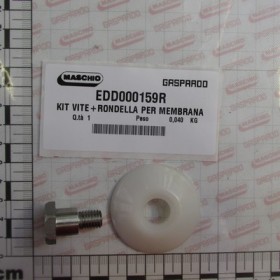 MASCHIO GASPARDO
EDD000159R
KIT VITE+RONDELLA PER MEMBRANA
Q.tà 1 Peso 0,040 KG